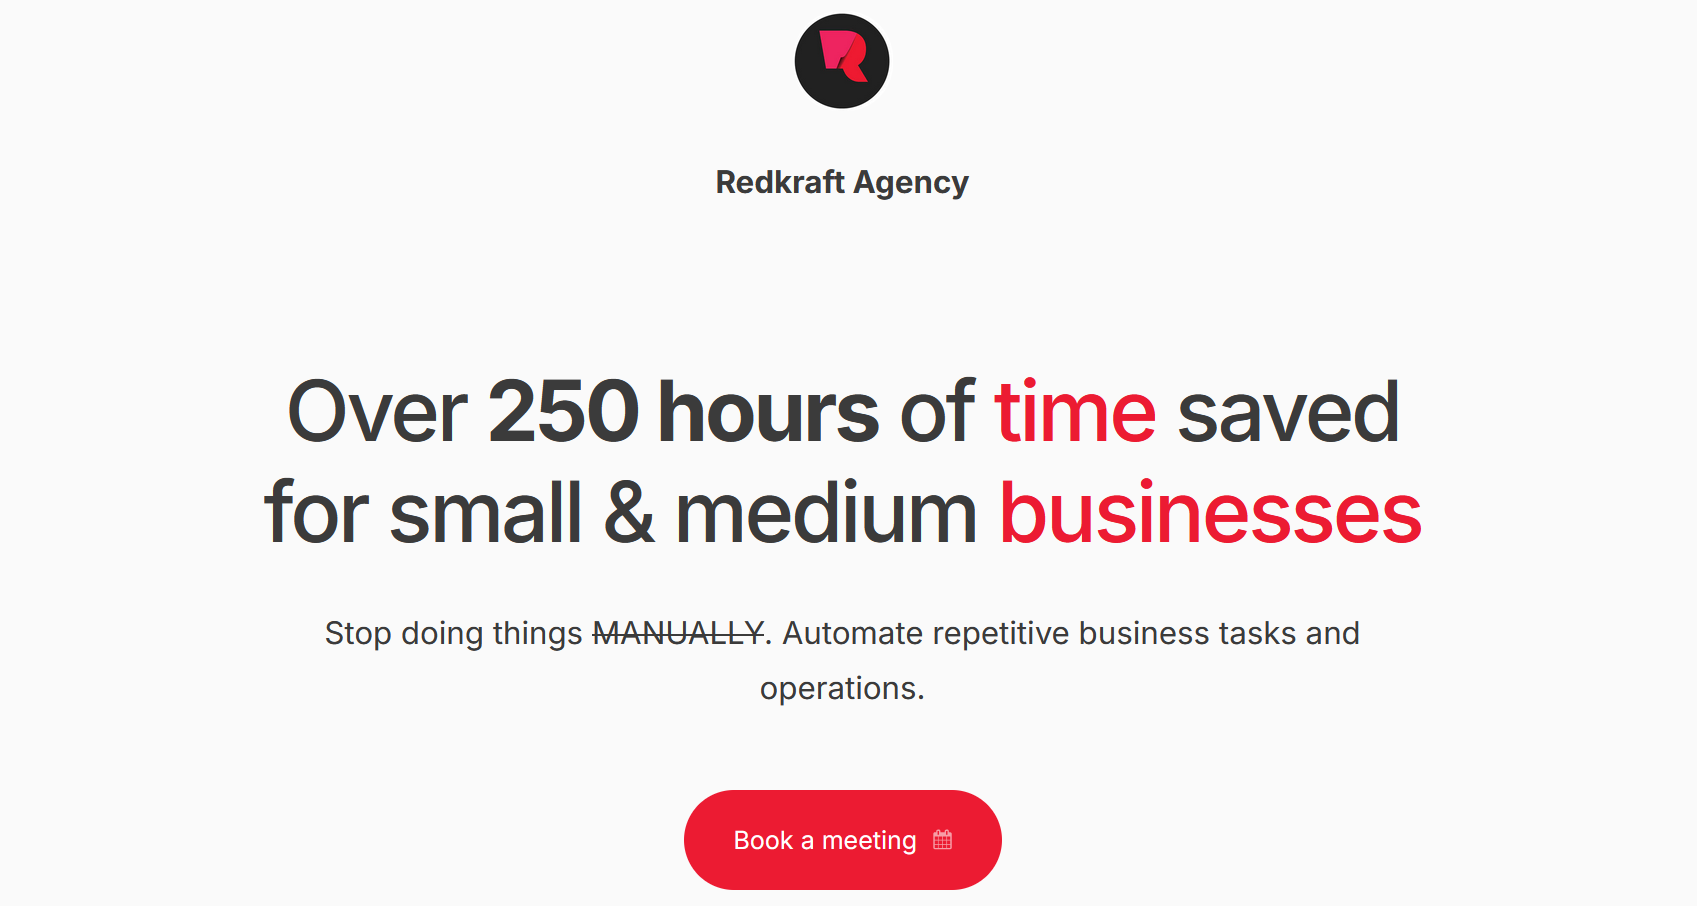 R
Redkraft Agency
Over 250 hours of time saved
for small & medium businesses
Stop doing things MANUALLY. Automate repetitive business tasks and
operations.
Book a meeting